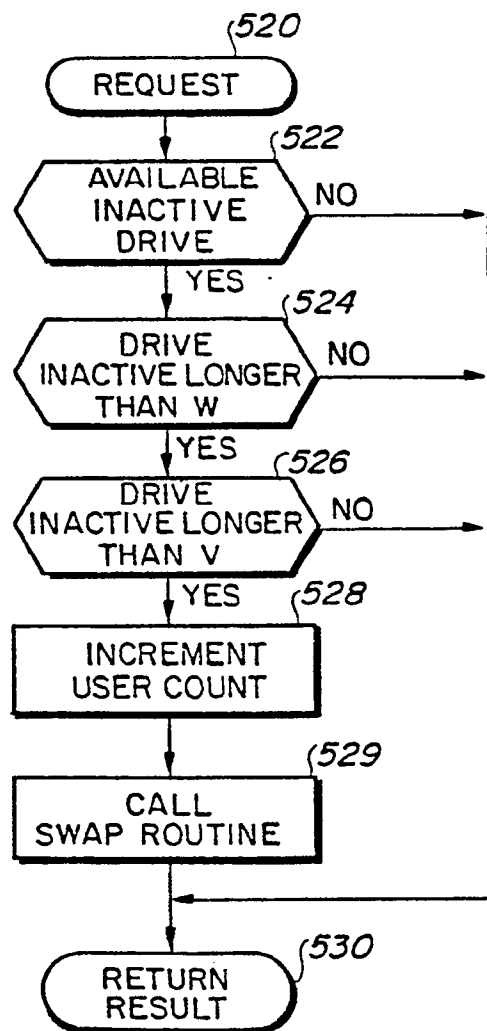 520
REQUEST
522
AVAILABLE
INACTIVE
DRIVE
NO
YES
524
DRIVE
INACTIVE LONGER
THAN W
NO
YES
526
DRIVE
INACTIVE LONGER
THAN V
NO
YES
528
INCREMENT
USER COUNT
529
CALL
SWAP ROUTINE
530
RETURN
RESULT